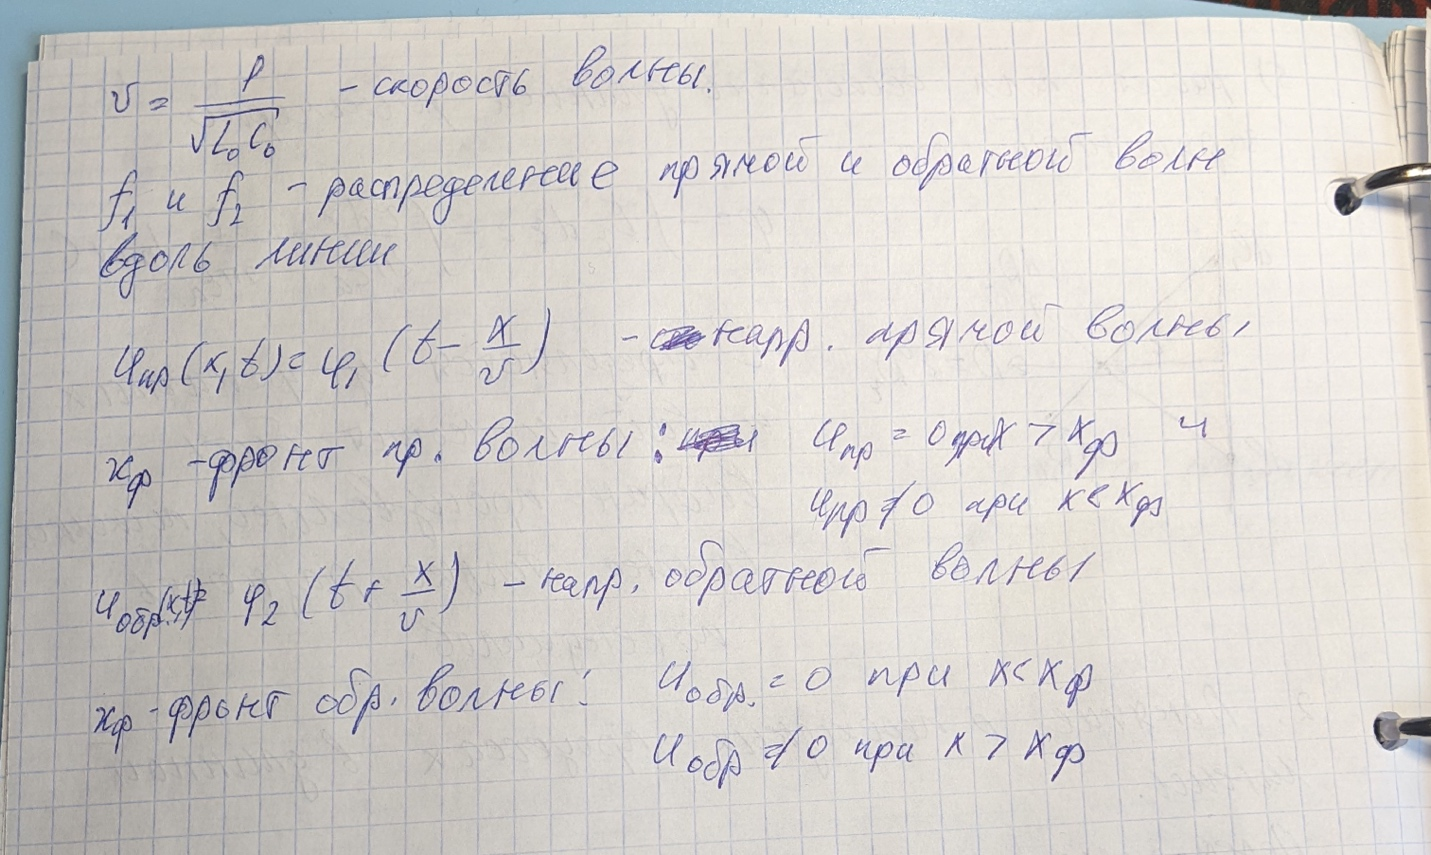 v = 1/√(L₀C₀) - скорость волны.
f₁ и f₂ - распределение прямой и обратной волн
вдоль линии
uпр(x,t) = φ₁(t - x/v) - напр. прямой волны
xф - фронт пр. волны: uпр = 0 при x > xф и
uпр ≠ 0 при x < xф
uобр.(x,t) = φ₂(t + x/v) - напр. обратной волны
xф - фронт обр. волны: uобр. = 0 при x < xф
uобр ≠ 0 при x > xф